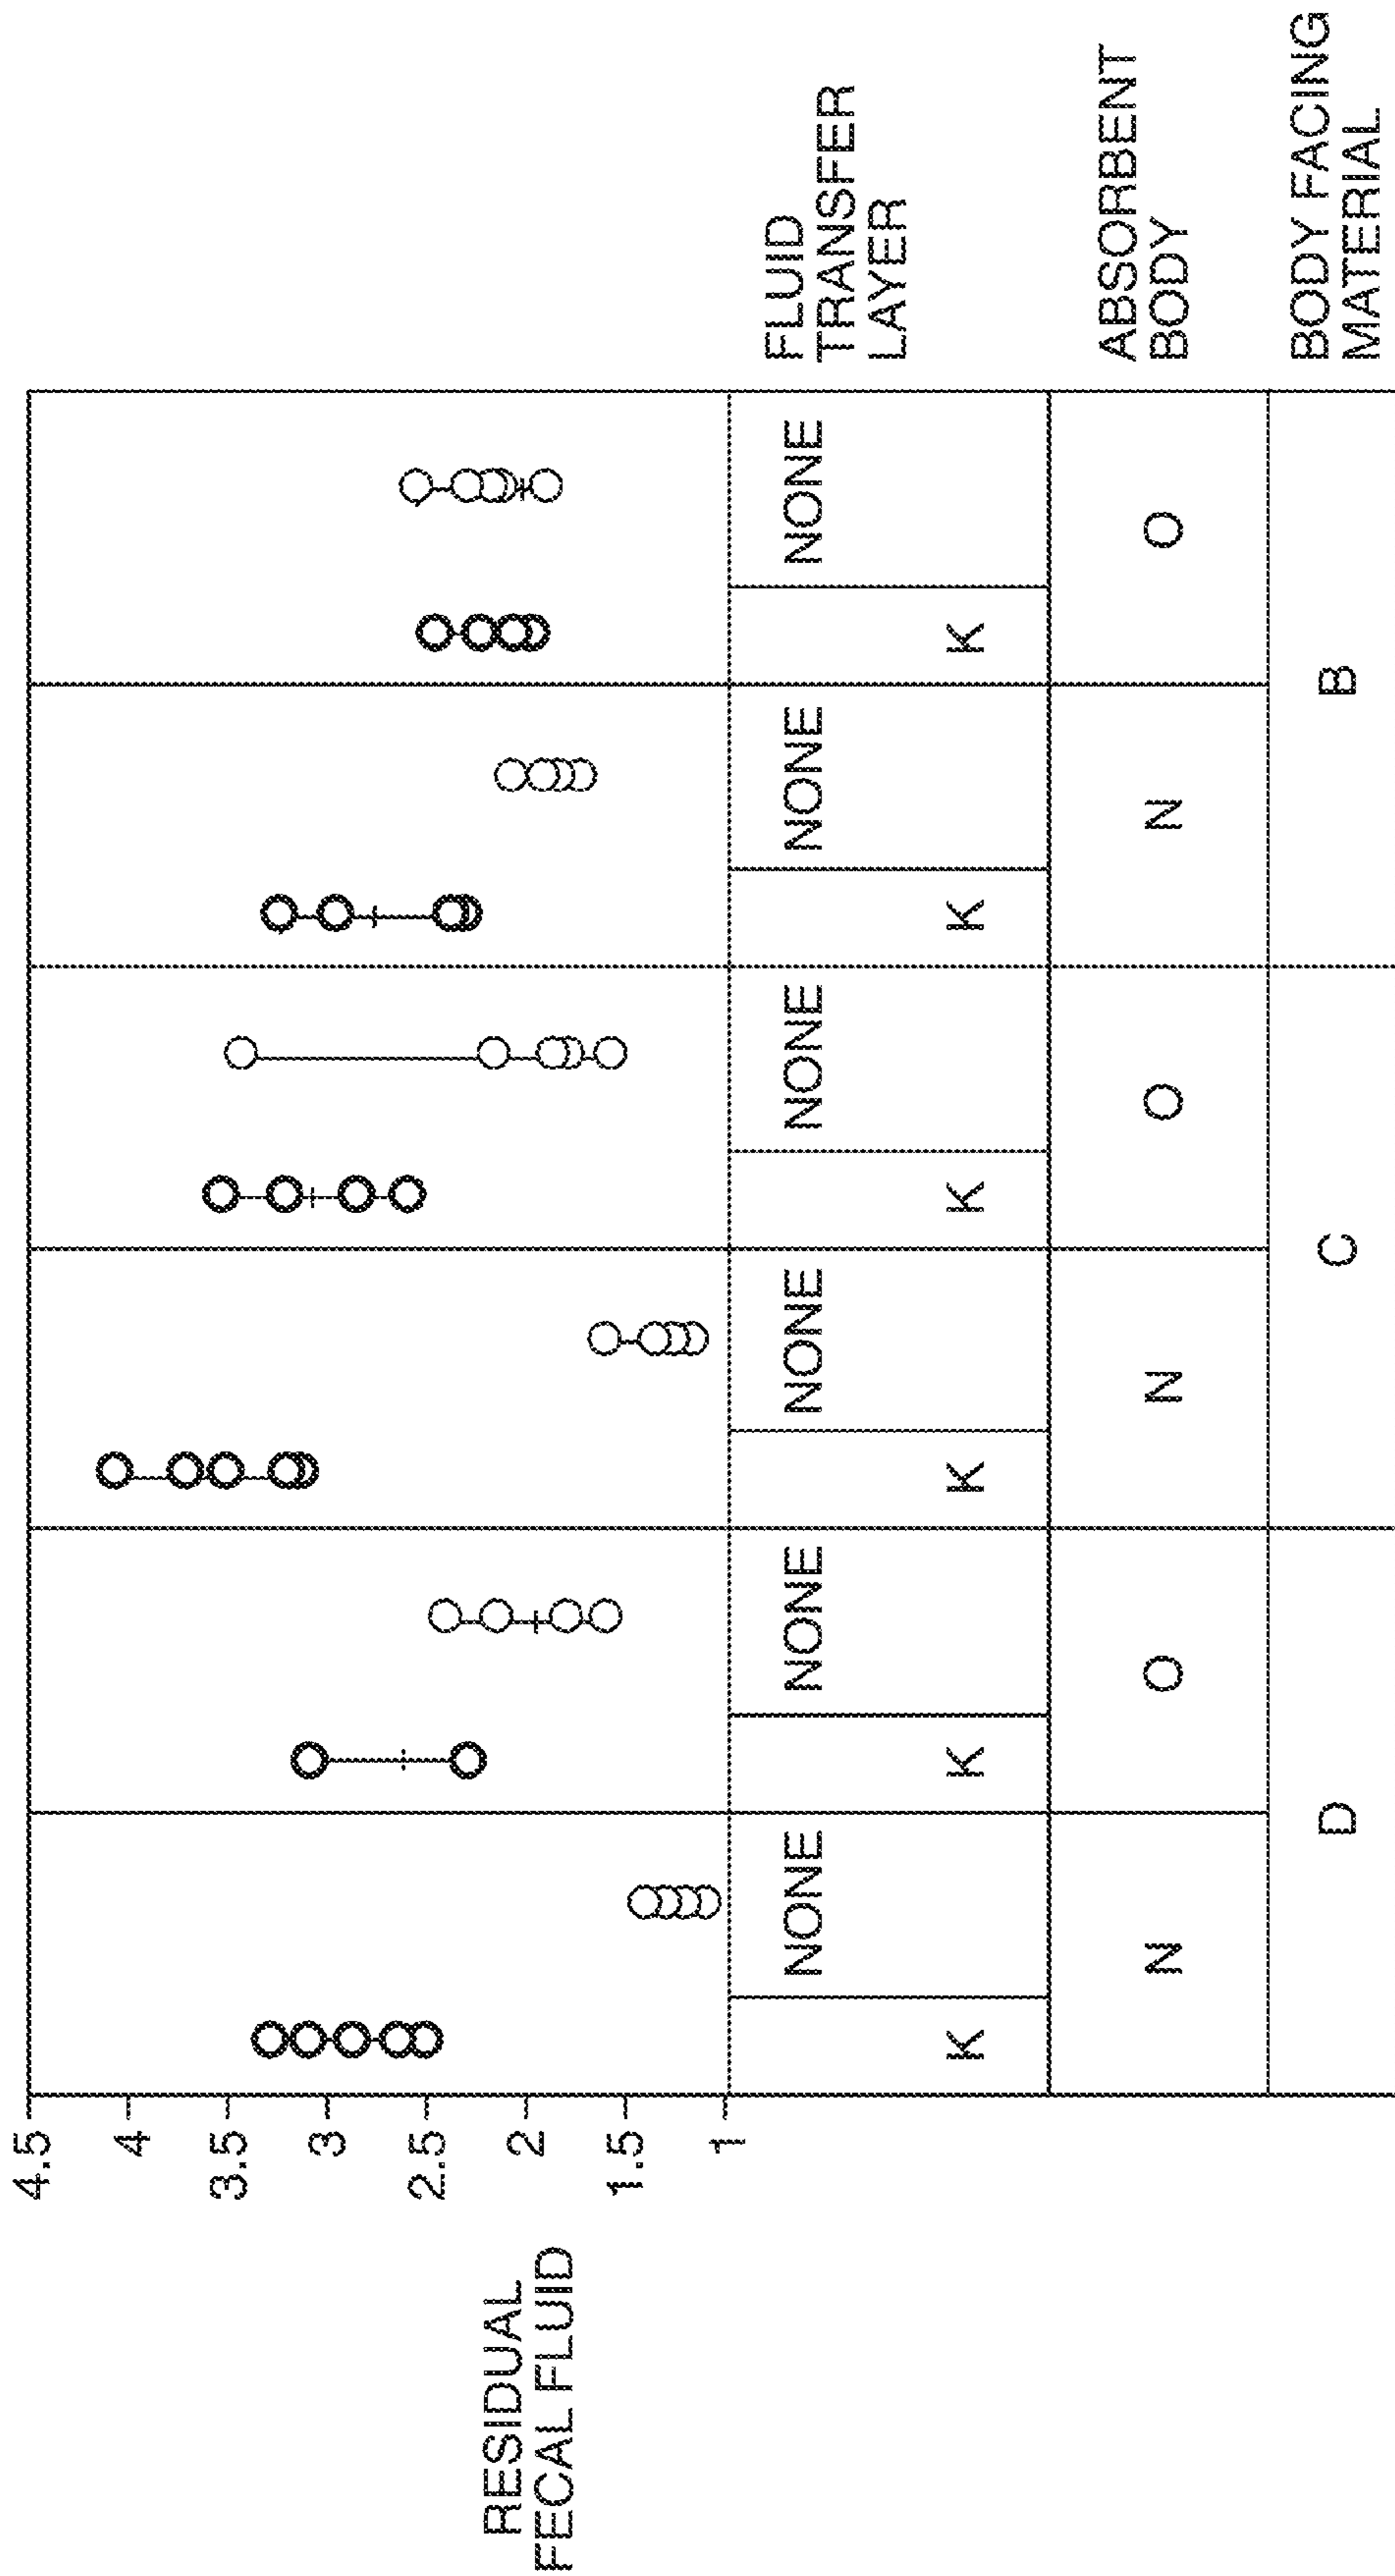 RESIDUAL
FECAL FLUID
4.5
4
3.5
3
2.5
2
1.5
1
K NONE K NONE K NONE K NONE K NONE K NONE
FLUID
TRANSFER
LAYER
N O N O N O
ABSORBENT
BODY
D C B
BODY FACING
MATERIAL